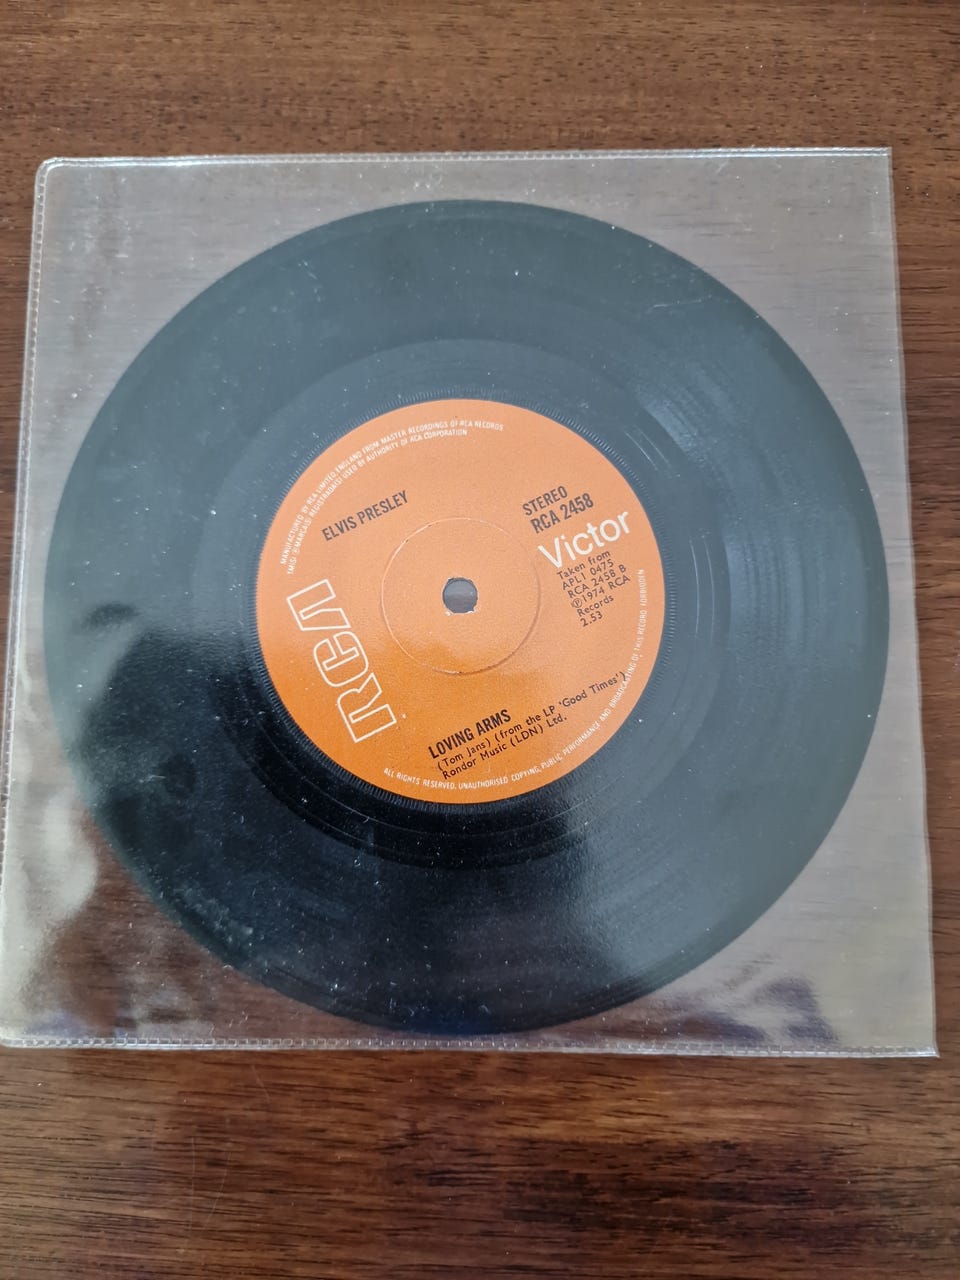 MANUFACTURED BY RCA LIMITED, ENGLAND FROM MASTER RECORDINGS OF RCA RECORDS
TMK(S) ® MARCA(S) REGISTRADA(S) USED BY AUTHORITY OF RCA CORPORATION
ELVIS PRESLEY
STEREO
RCA 2458
Victor
Taken from
APL1 0475
RCA 2458 B
Ⓟ1974 RCA
Records
2.53
RCA
LOVING ARMS
(Tom Jans) (from the LP 'Good Times')
Rondor Music (LDN) Ltd.
ALL RIGHTS RESERVED. UNAUTHORISED COPYING, PUBLIC PERFORMANCE AND BROADCASTING OF THIS RECORD FORBIDDEN